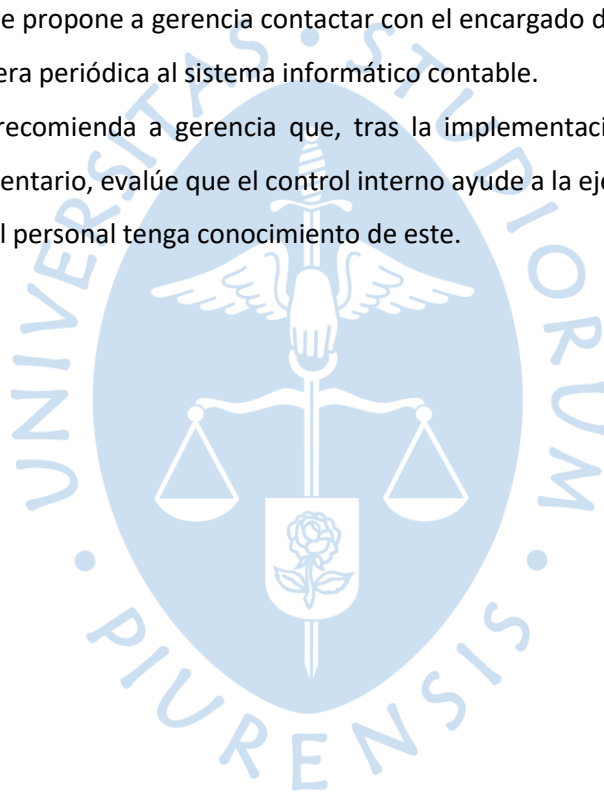 e propone a gerencia contactar con el encargado d
era periódica al sistema informático contable.
recomienda a gerencia que, tras la implementaci
entario, evalúe que el control interno ayude a la eje
l personal tenga conocimiento de este.
UNIVERSITAS • STUDIORUM • PIURENSIS •